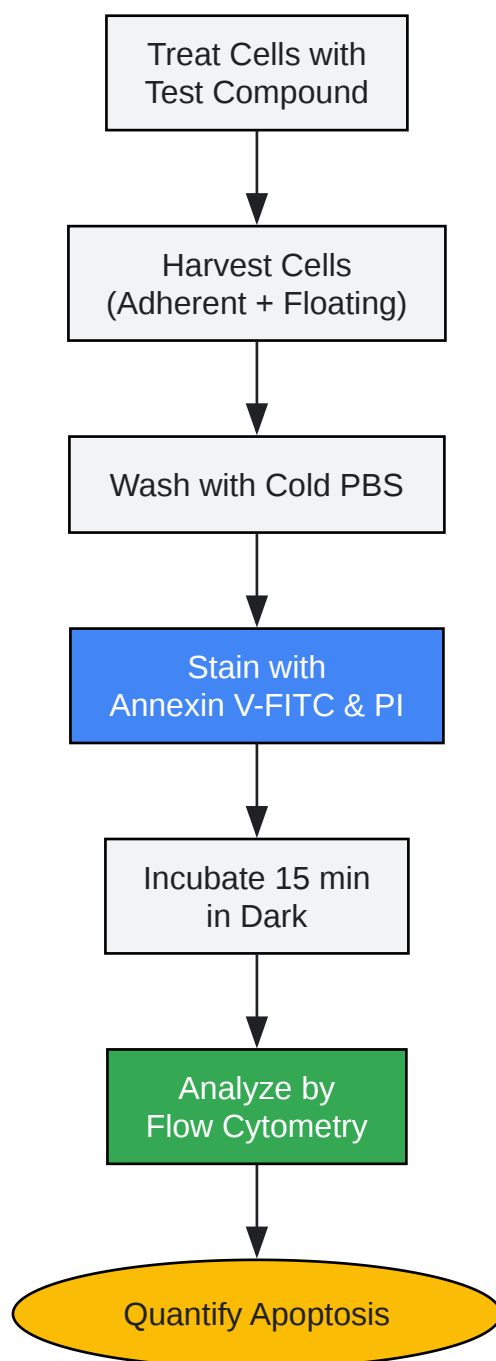 Treat Cells with
Test Compound
Harvest Cells
(Adherent + Floating)
Wash with Cold PBS
Stain with
Annexin V-FITC & PI
Incubate 15 min
in Dark
Analyze by
Flow Cytometry
Quantify Apoptosis